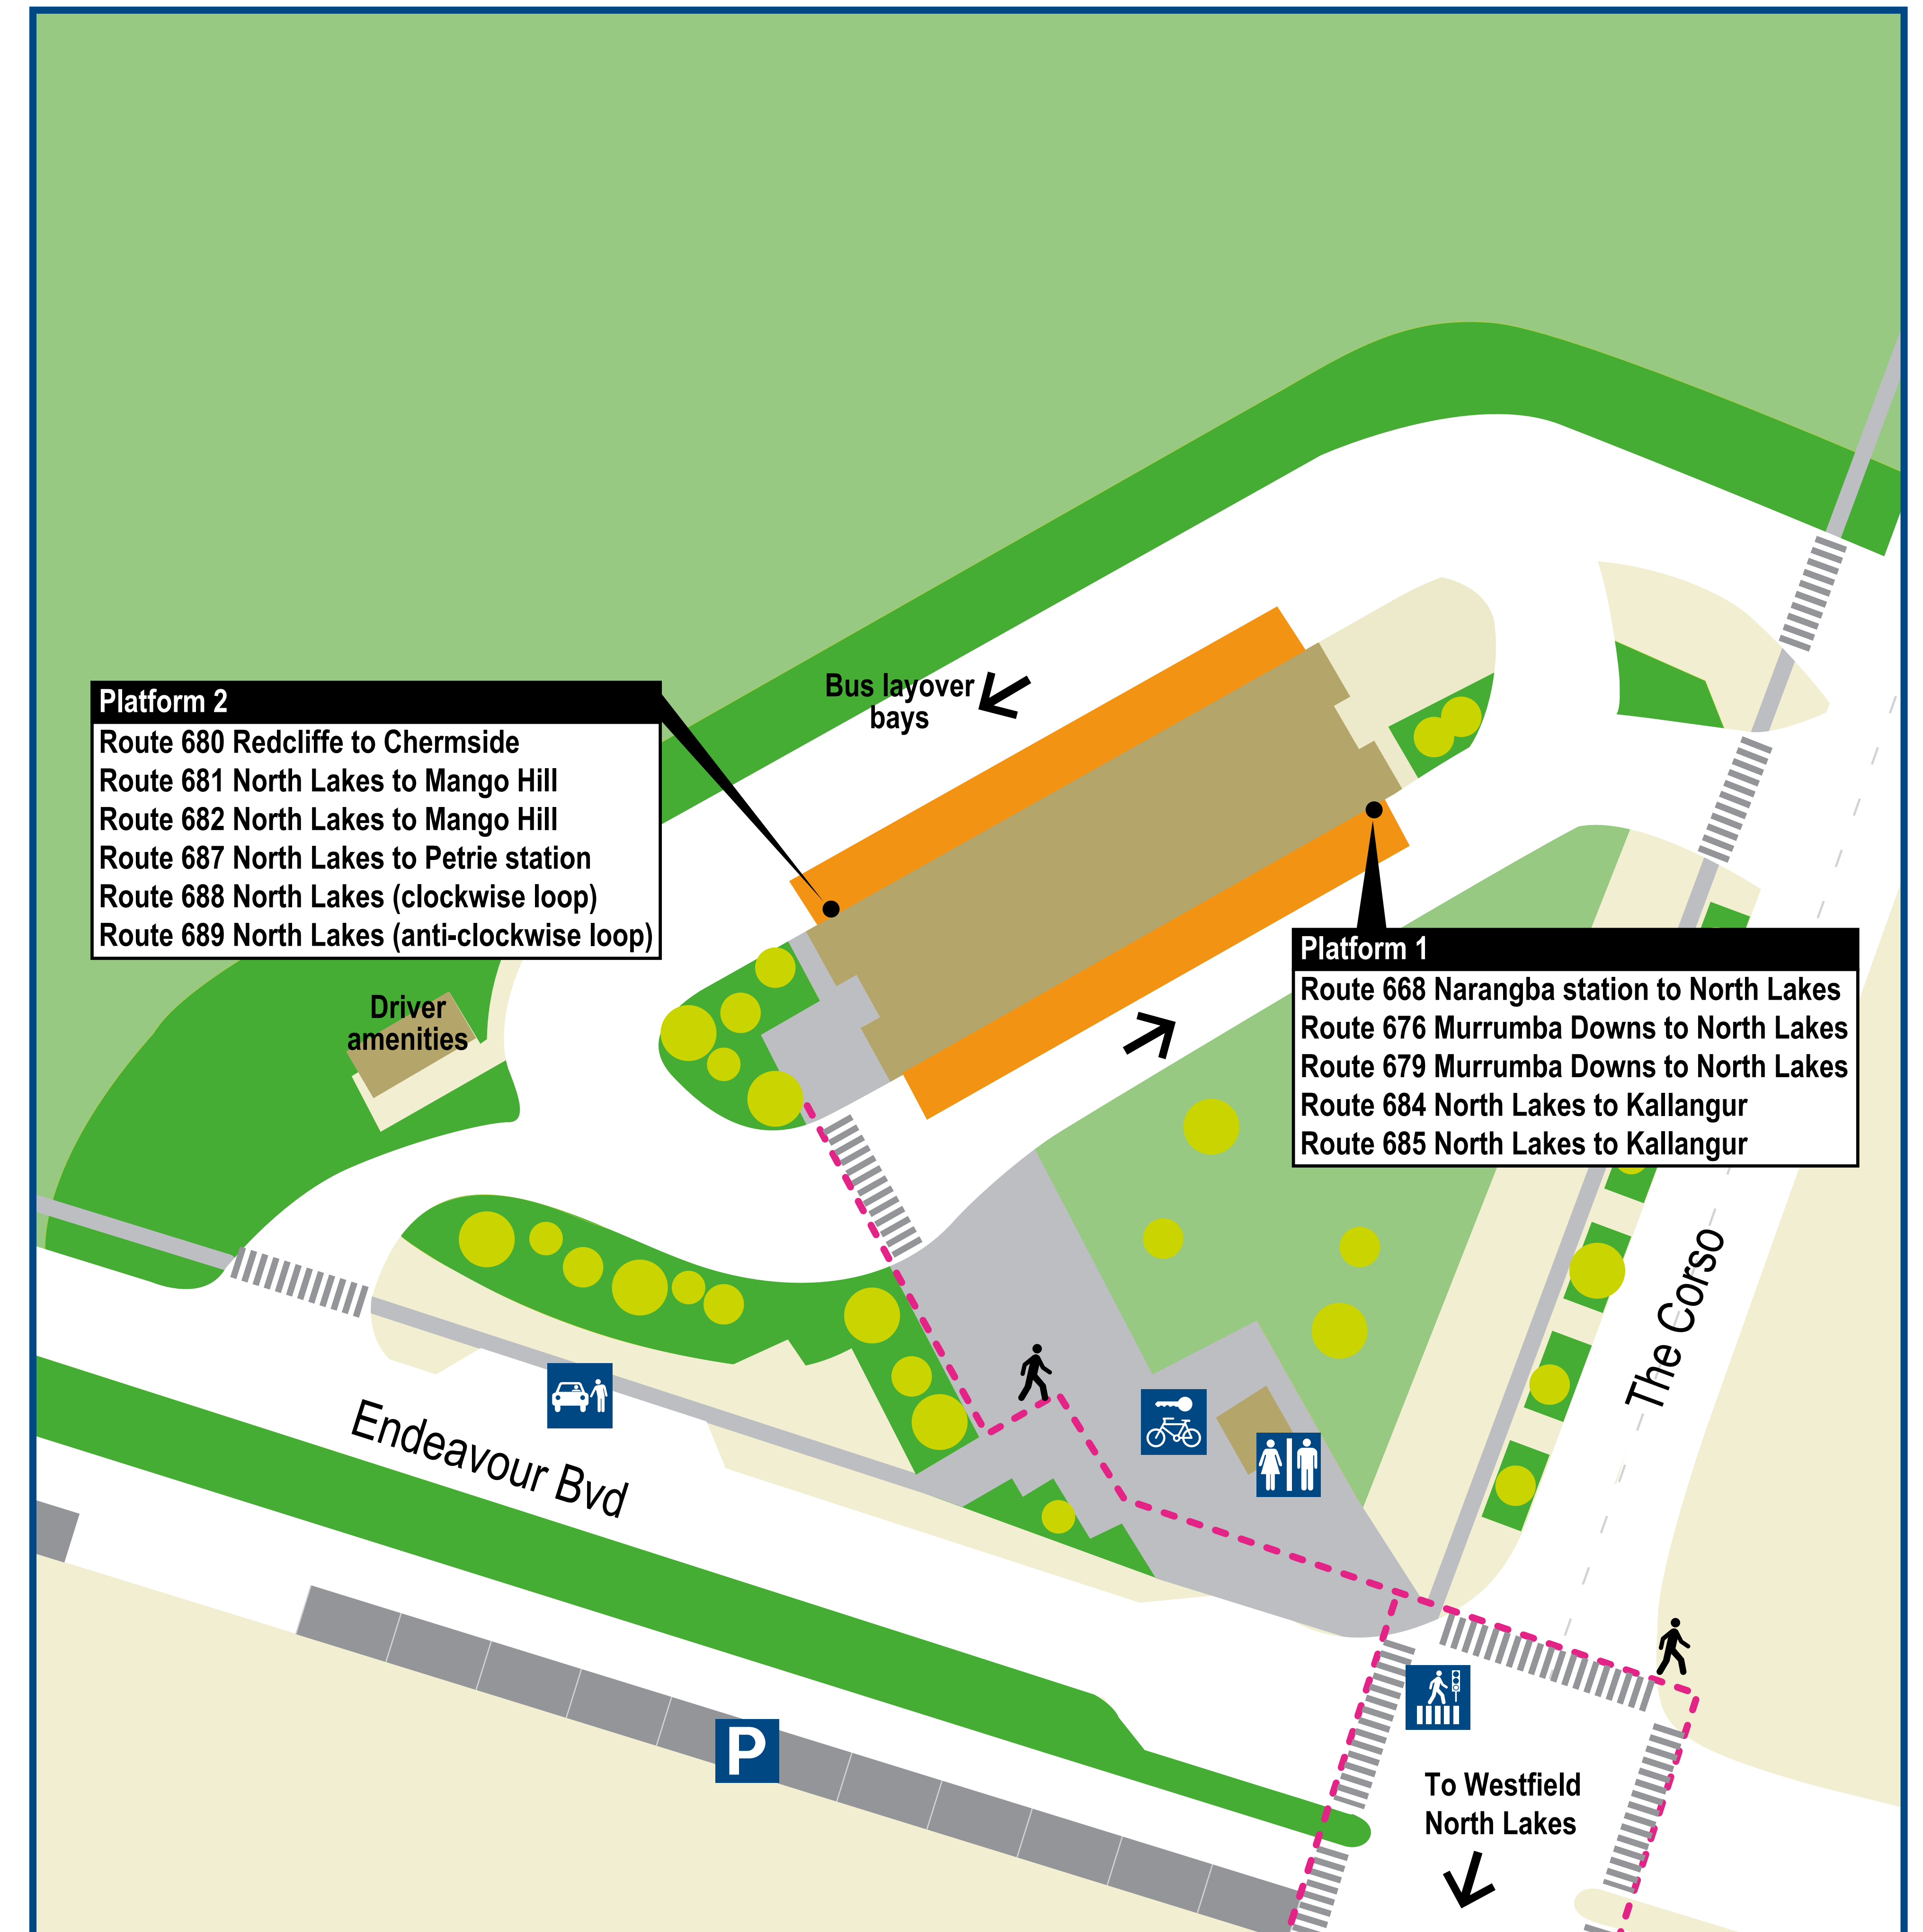 Bus layover
bays
Platform 2
Route 680 Redcliffe to Chermside
Route 681 North Lakes to Mango Hill
Route 682 North Lakes to Mango Hill
Route 687 North Lakes to Petrie station
Route 688 North Lakes (clockwise loop)
Route 689 North Lakes (anti-clockwise loop)
Platform 1
Route 668 Narangba station to North Lakes
Route 676 Murrumba Downs to North Lakes
Route 679 Murrumba Downs to North Lakes
Route 684 North Lakes to Kallangur
Route 685 North Lakes to Kallangur
Driver
amenities
The Corso
Endeavour Bvd
P
To Westfield
North Lakes